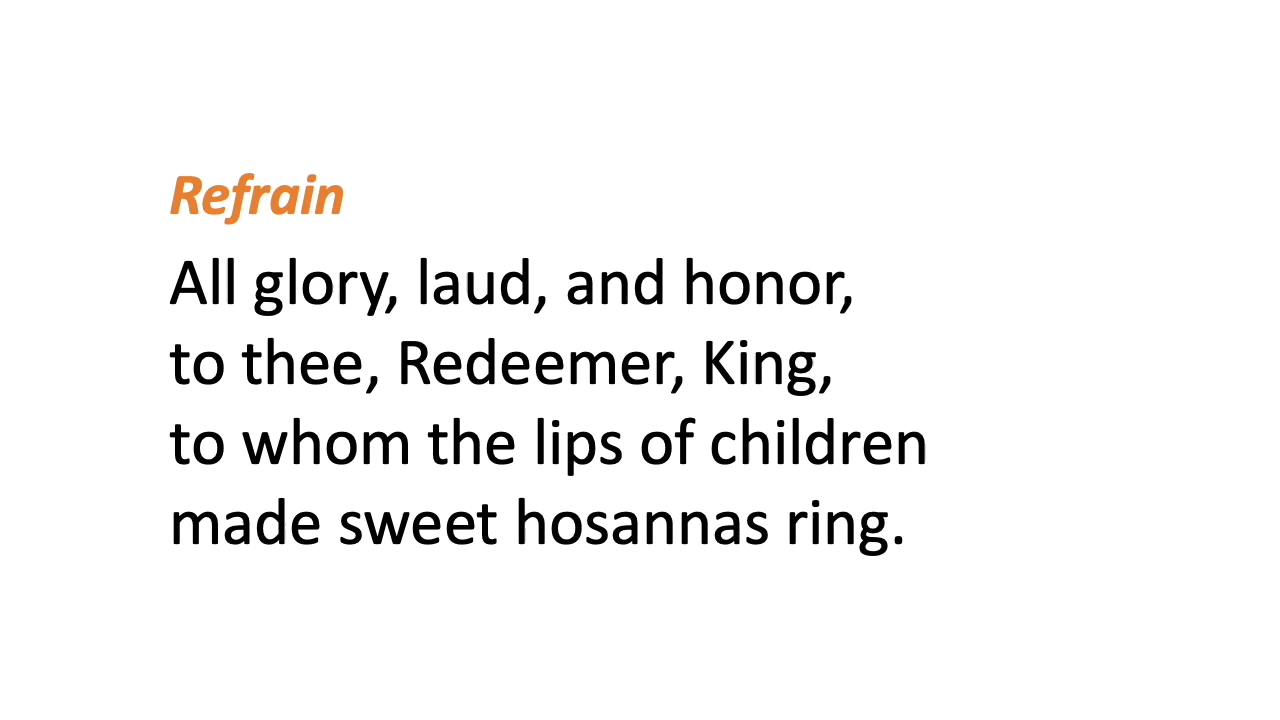 Refrain
All glory, laud, and honor,
to thee, Redeemer, King,
to whom the lips of children
made sweet hosannas ring.